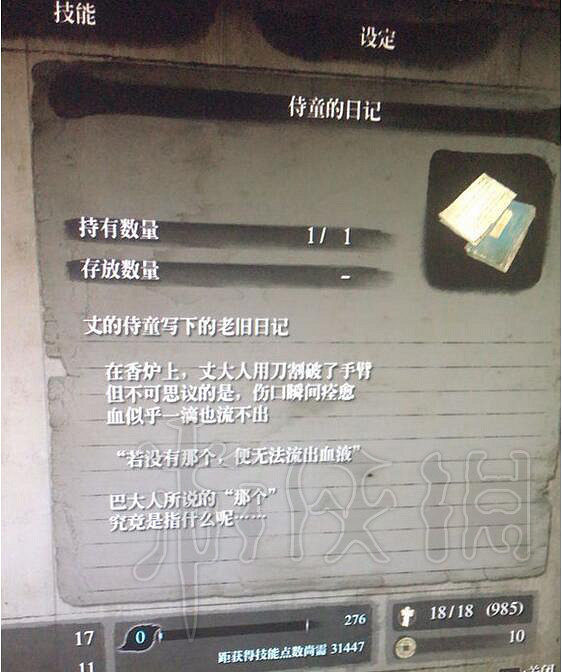 技能
设定
侍童的日记
持有数量
1/ 1
存放数量
-
丈的侍童写下的老旧日记
在香炉上，丈大人用刀割破了手臂
但不可思议的是，伤口瞬间痊愈
血似乎一滴也流不出
“若没有那个，便无法流出血液”
巴大人所说的“那个”
究竟是指什么呢……
游侠网
17
0
276
距获得技能点数尚需 31447
18/18 (985)
10
11
关闭